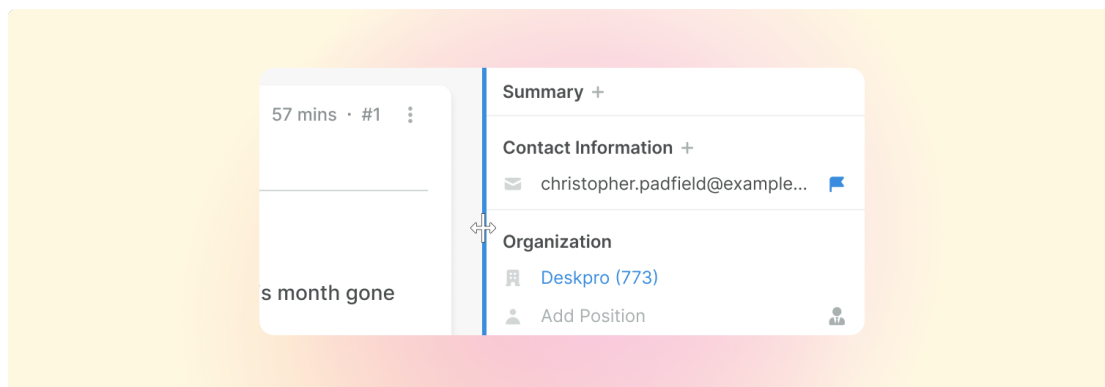 57 mins · #1
s month gone
Summary +
Contact Information +
christopher.padfield@example...
Organization
Deskpro (773)
Add Position